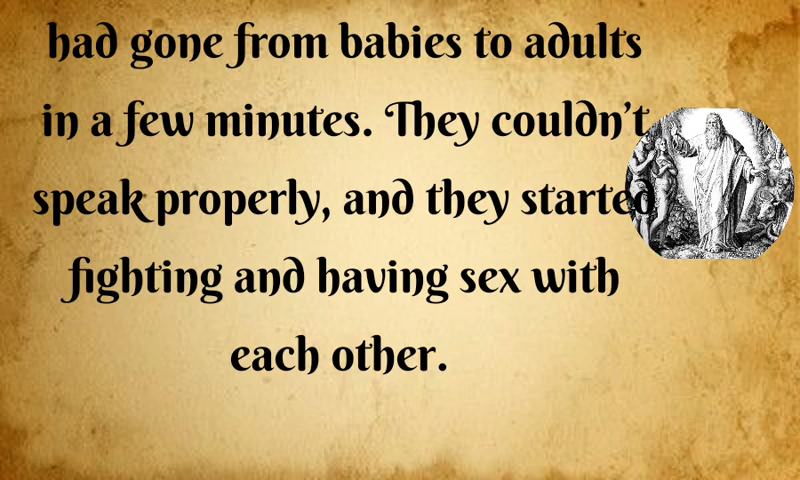 had gone from babies to adults
in a few minutes. They couldn't
speak properly, and they started
fighting and having sex with
each other.